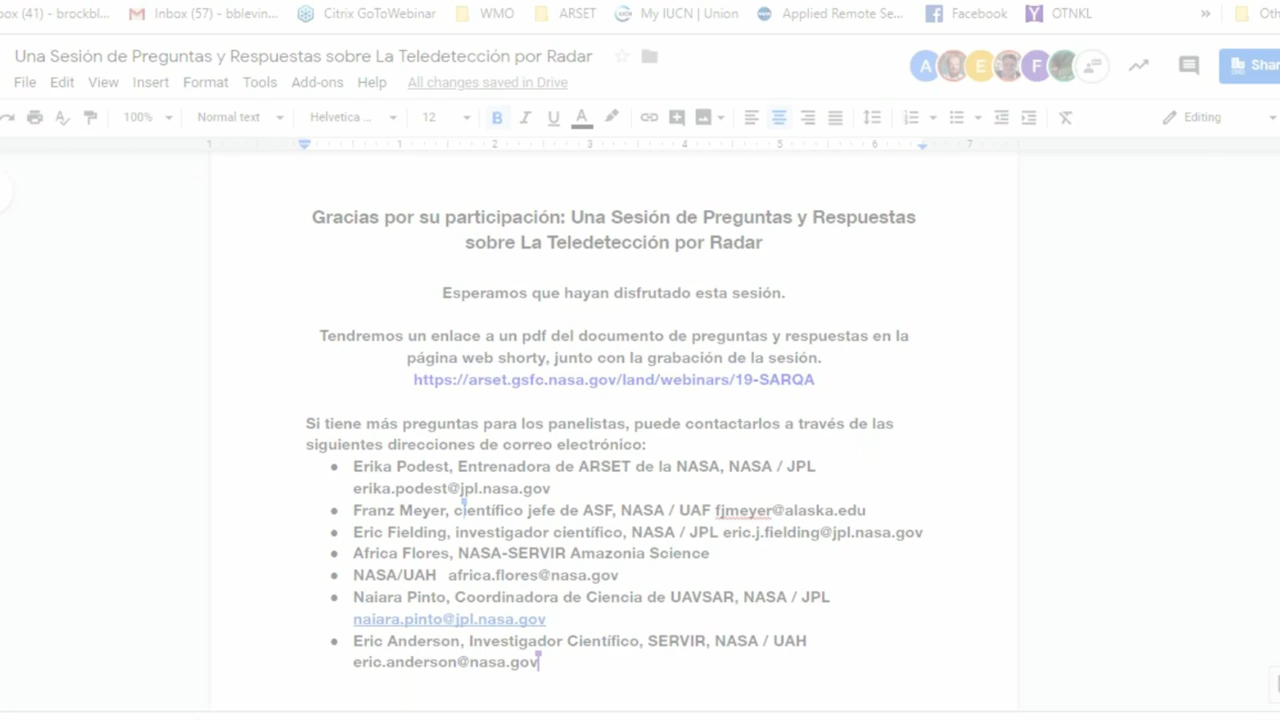 box (41) - brockbl...
Inbox (57) - bblevin...
Citrix GoToWebinar
WMO
ARSET
My IUCN | Union
Applied Remote Se...
Facebook
OTNKL
»
Oth
Una Sesión de Preguntas y Respuestas sobre La Teledetección por Radar
A
E
F
Shar
File Edit View Insert Format Tools Add-ons Help All changes saved in Drive
100% Normal text Helvetica ... 12 B I U A Editing
1 1 2 3 4 5 6 7
Gracias por su participación: Una Sesión de Preguntas y Respuestas
sobre La Teledetección por Radar
Esperamos que hayan disfrutado esta sesión.
Tendremos un enlace a un pdf del documento de preguntas y respuestas en la
página web shorty, junto con la grabación de la sesión.
https://arset.gsfc.nasa.gov/land/webinars/19-SARQA
Si tiene más preguntas para los panelistas, puede contactarlos a través de las
siguientes direcciones de correo electrónico:
● Erika Podest, Entrenadora de ARSET de la NASA, NASA / JPL
erika.podest@jpl.nasa.gov
● Franz Meyer, científico jefe de ASF, NASA / UAF fjmeyer@alaska.edu
● Eric Fielding, investigador científico, NASA / JPL eric.j.fielding@jpl.nasa.gov
● Africa Flores, NASA-SERVIR Amazonia Science
● NASA/UAH africa.flores@nasa.gov
● Naiara Pinto, Coordinadora de Ciencia de UAVSAR, NASA / JPL
naiara.pinto@jpl.nasa.gov
● Eric Anderson, Investigador Científico, SERVIR, NASA / UAH
eric.anderson@nasa.gov